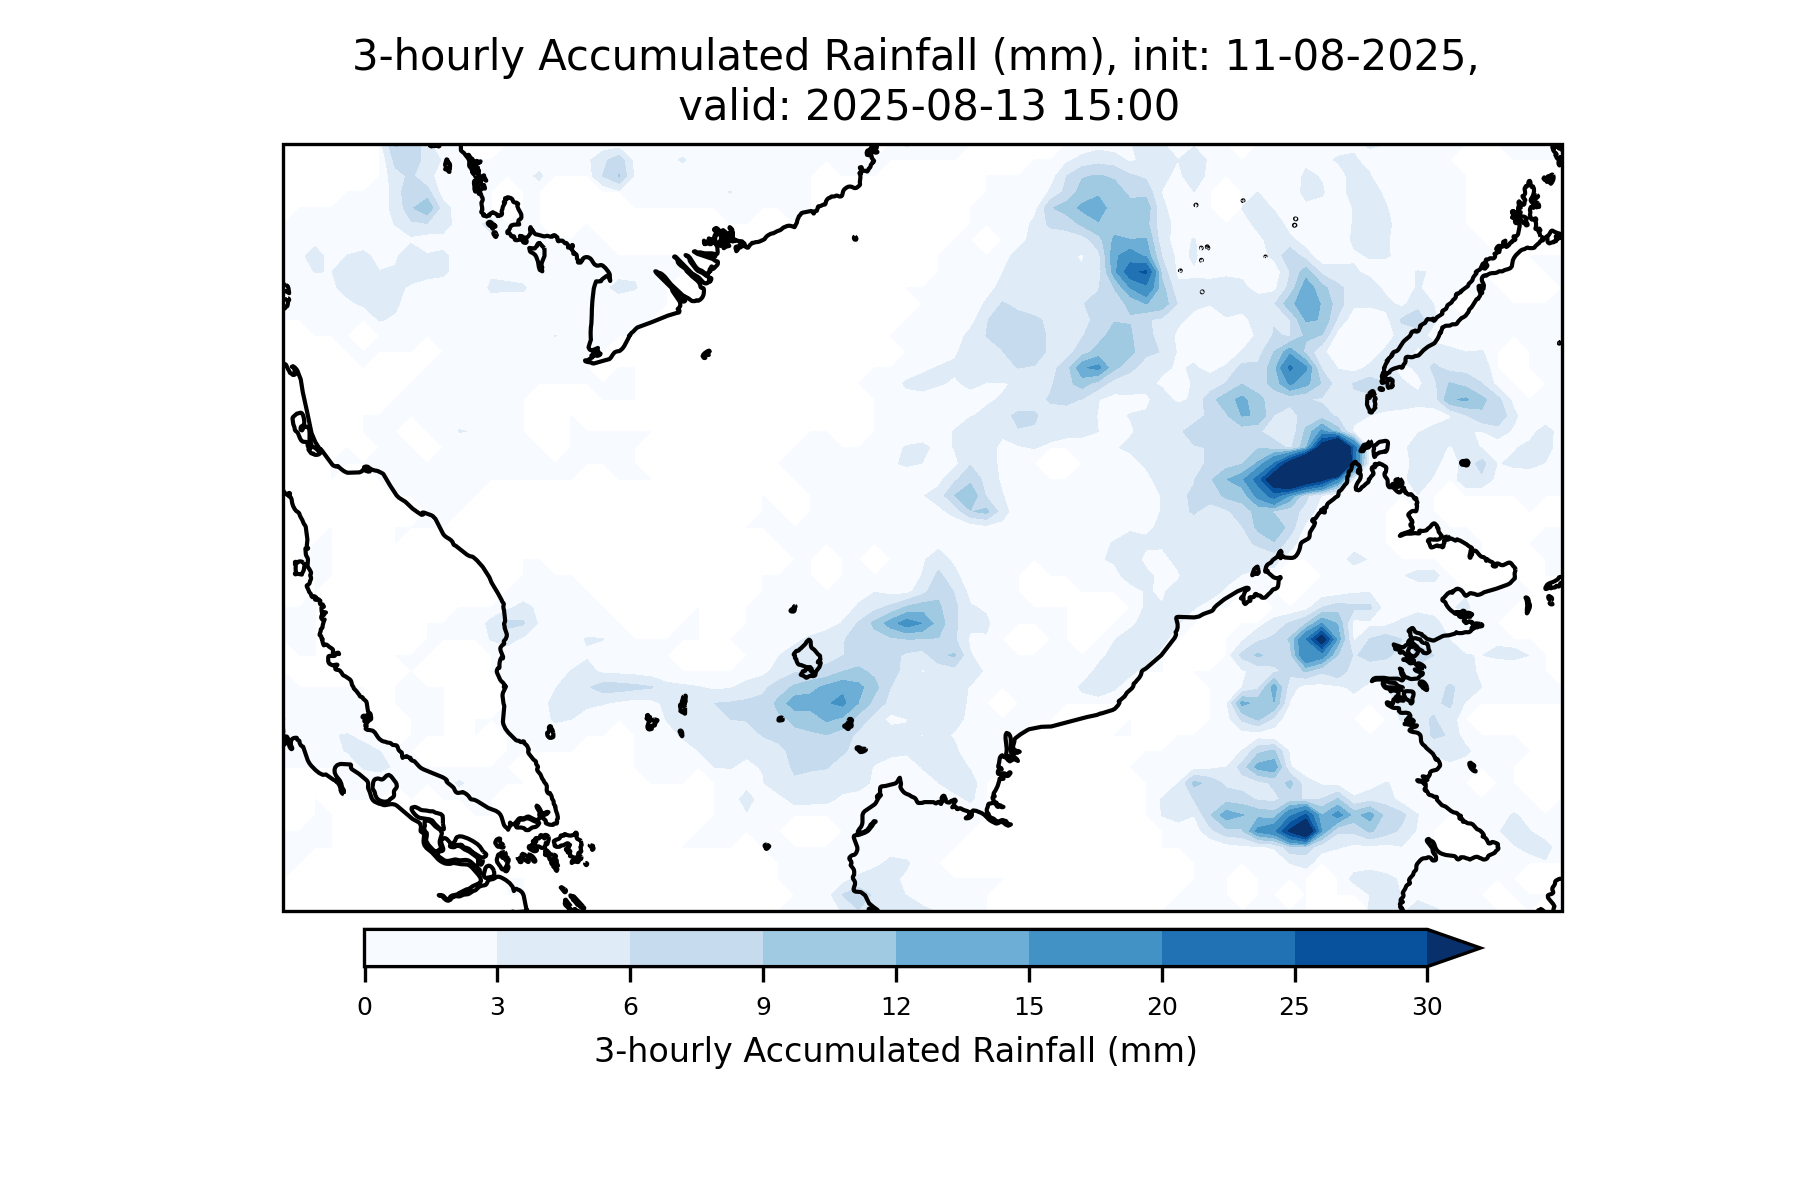 3-hourly Accumulated Rainfall (mm), init: 11-08-2025,
valid: 2025-08-13 15:00
0 3 6 9 12 15 20 25 30
3-hourly Accumulated Rainfall (mm)